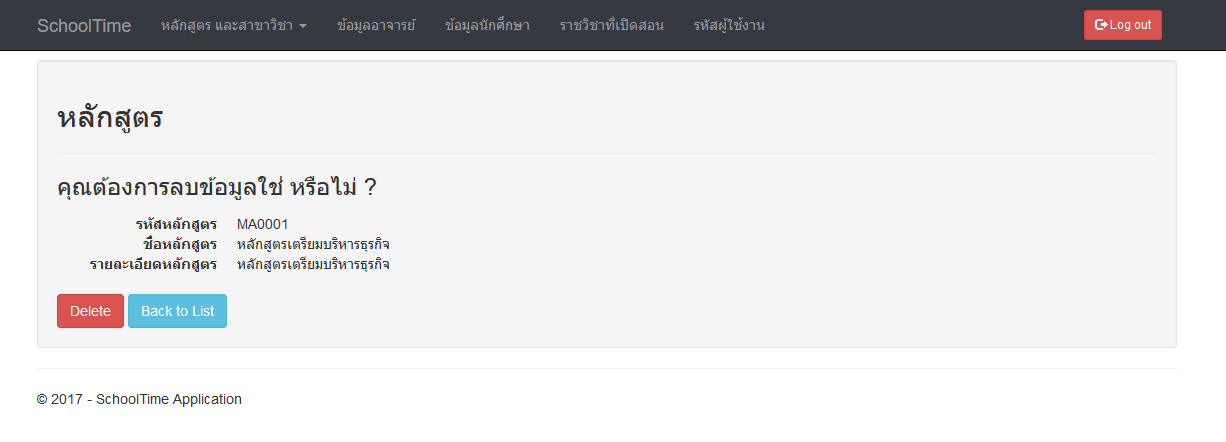 SchoolTime หลักสูตร และสาขาวิชา ข้อมูลอาจารย์ ข้อมูลนักศึกษา ราชวิชาที่เปิดสอน รหัสผู้ใช้งาน Log out
หลักสูตร
คุณต้องการลบข้อมูลใช่ หรือไม่ ?
รหัสหลักสูตร MA0001
ชื่อหลักสูตร หลักสูตรเตรียมบริหารธุรกิจ
รายละเอียดหลักสูตร หลักสูตรเตรียมบริหารธุรกิจ
Delete Back to List
© 2017 - SchoolTime Application